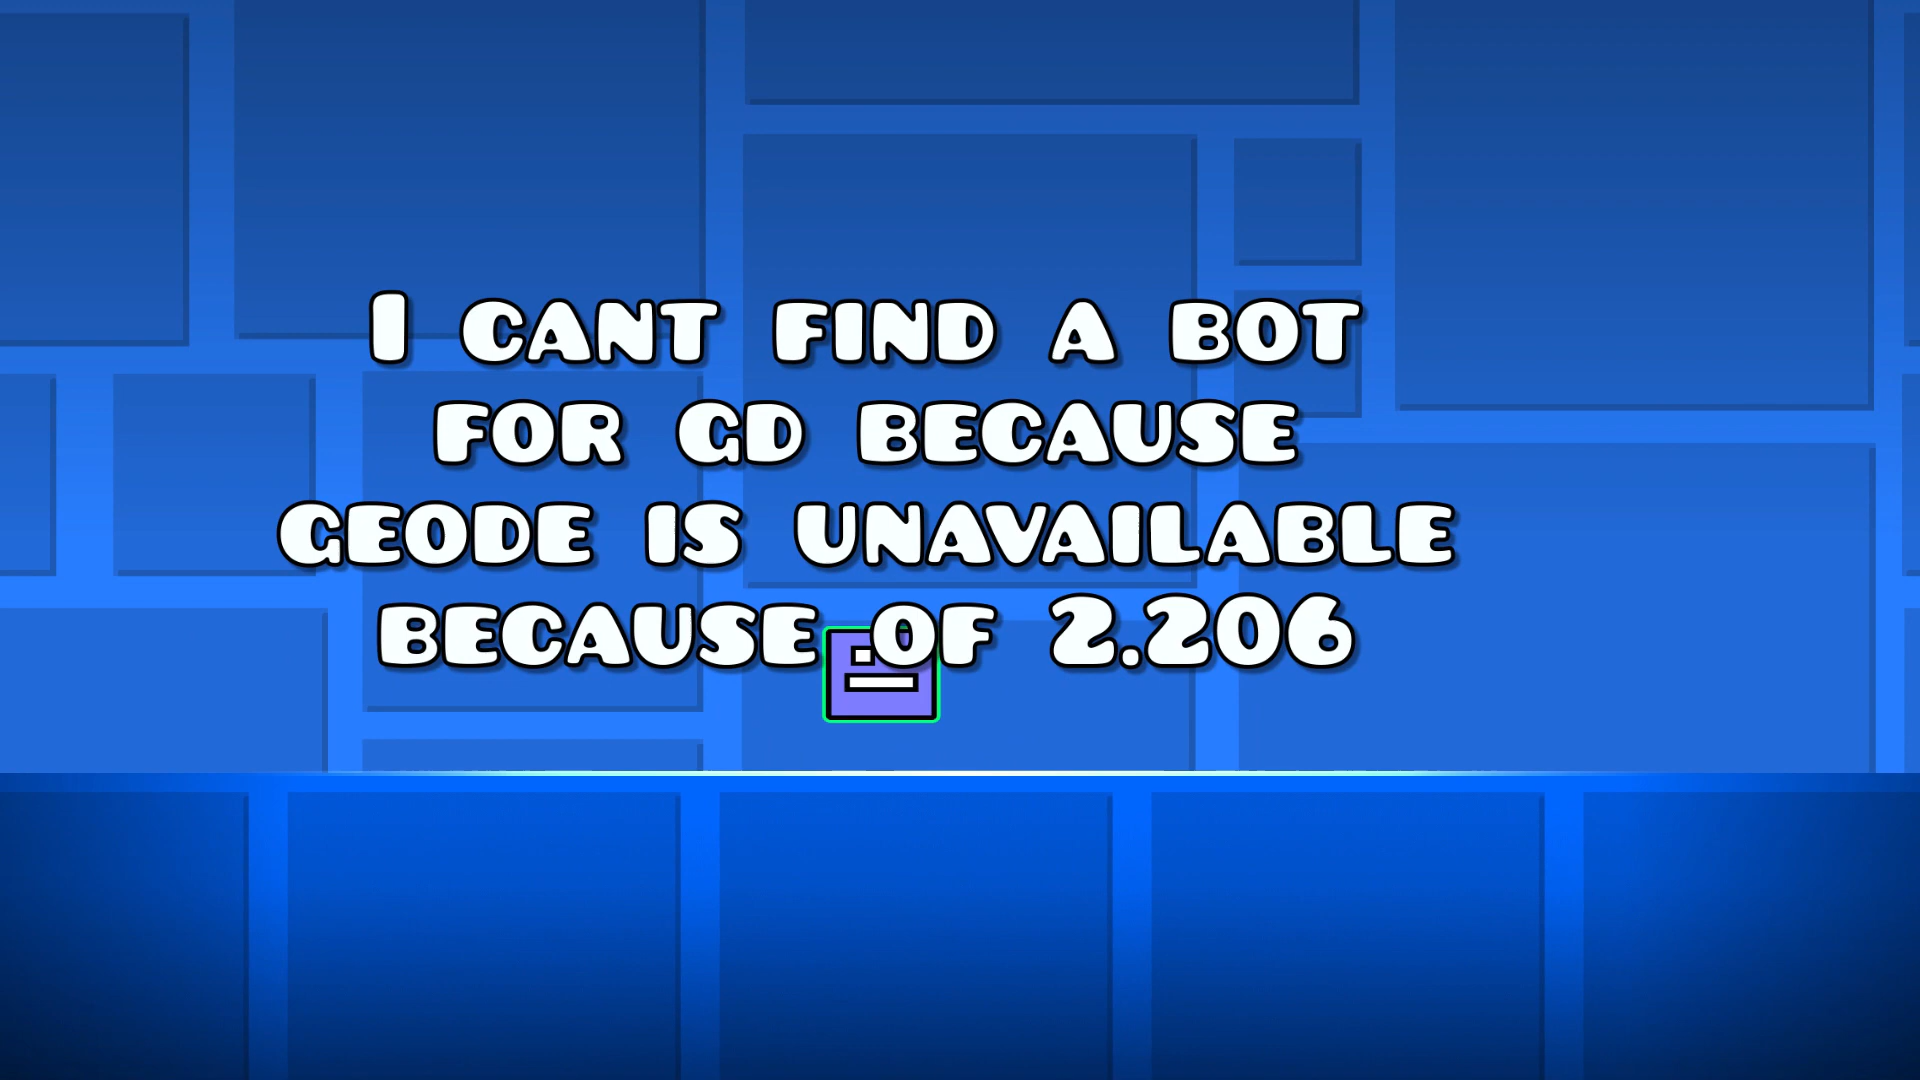 I cant find a bot
for gd because
geode is unavailable
because of 2.206